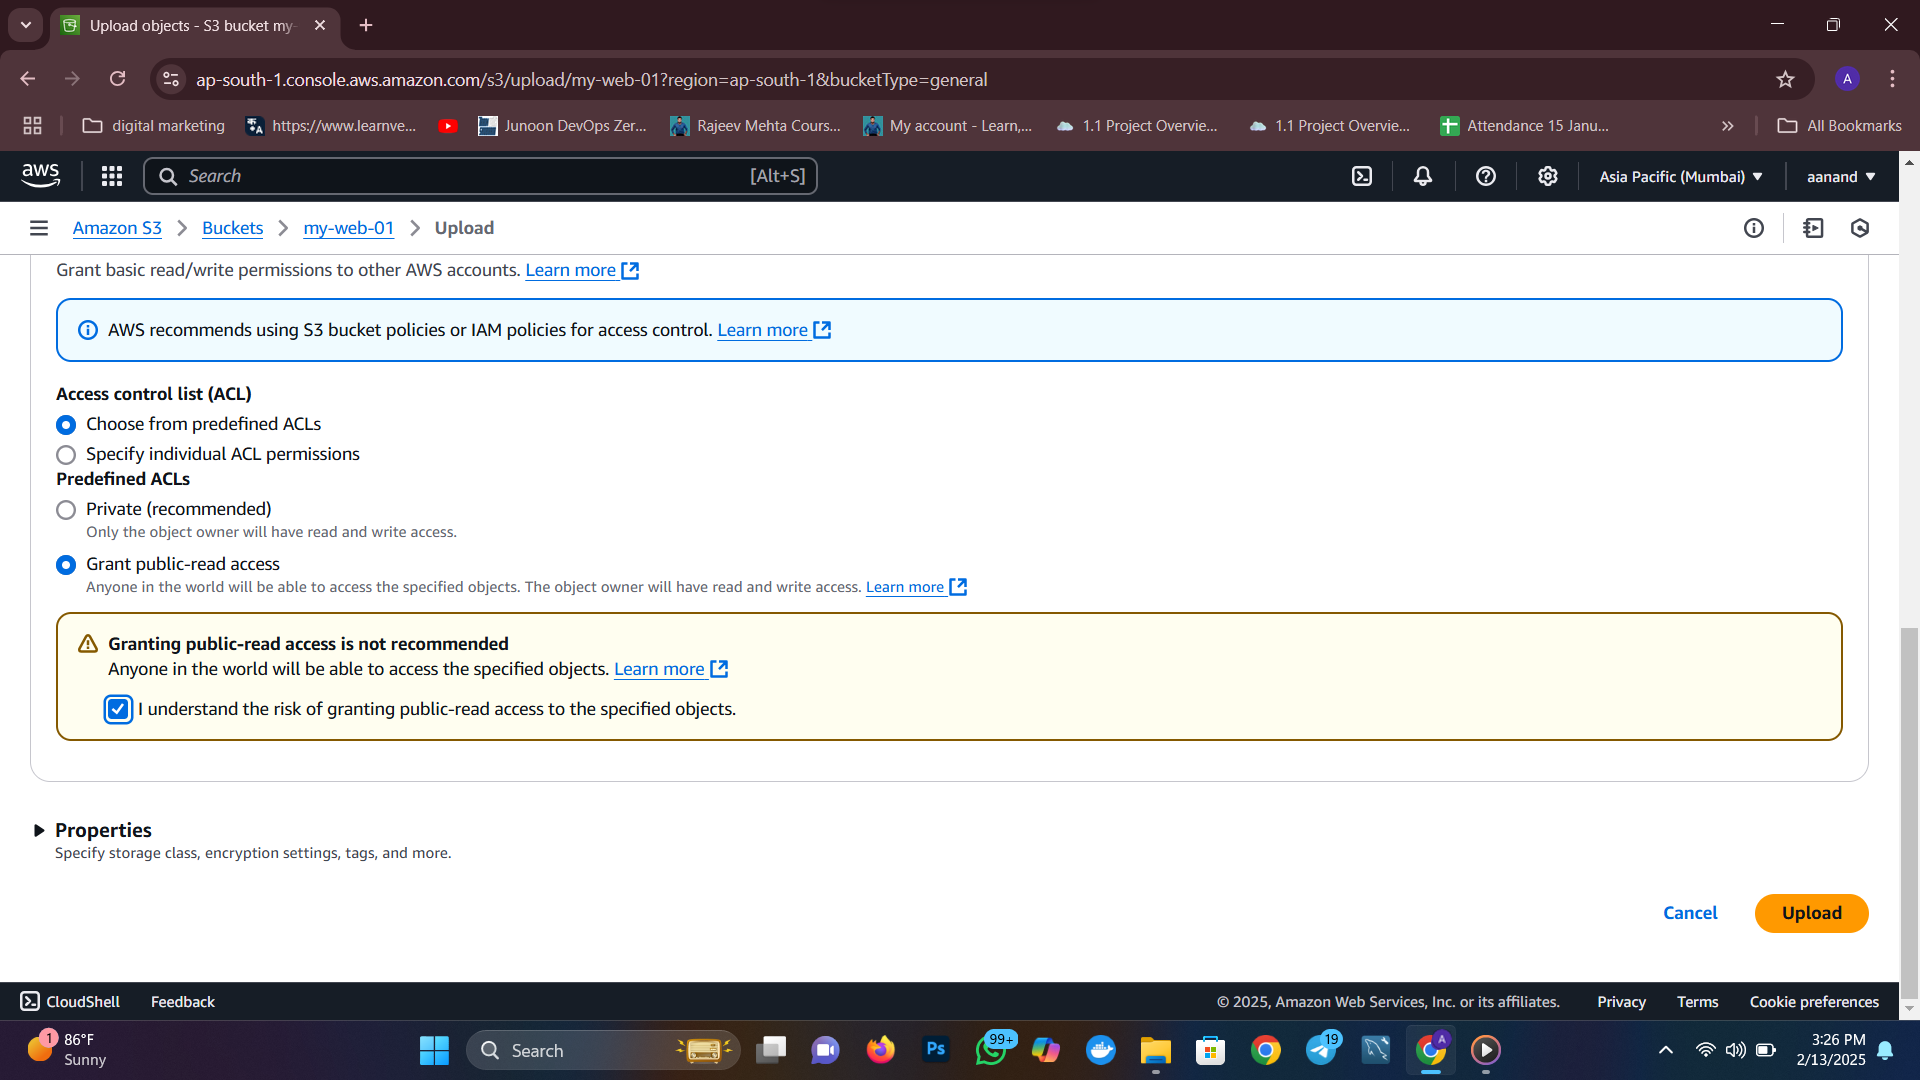 Upload objects - S3 bucket my-
ap-south-1.console.aws.amazon.com/s3/upload/my-web-01?region=ap-south-1&bucketType=general
A
digital marketing
https://www.learnve...
Junoon DevOps Zer...
Rajeev Mehta Cours...
My account - Learn,...
1.1 Project Overvie...
1.1 Project Overvie...
Attendance 15 Janu...
All Bookmarks
aws
Search
[Alt+S]
Asia Pacific (Mumbai)
aanand
Amazon S3
Buckets
my-web-01
Upload
Grant basic read/write permissions to other AWS accounts. Learn more
AWS recommends using S3 bucket policies or IAM policies for access control. Learn more
Access control list (ACL)
Choose from predefined ACLs
Specify individual ACL permissions
Predefined ACLs
Private (recommended)
Only the object owner will have read and write access.
Grant public-read access
Anyone in the world will be able to access the specified objects. The object owner will have read and write access. Learn more
Granting public-read access is not recommended
Anyone in the world will be able to access the specified objects. Learn more
I understand the risk of granting public-read access to the specified objects.
Properties
Specify storage class, encryption settings, tags, and more.
Cancel
Upload
CloudShell
Feedback
© 2025, Amazon Web Services, Inc. or its affiliates.
Privacy
Terms
Cookie preferences
1
86°F
Sunny
Search
Ps
99+
19
A
3:26 PM
2/13/2025